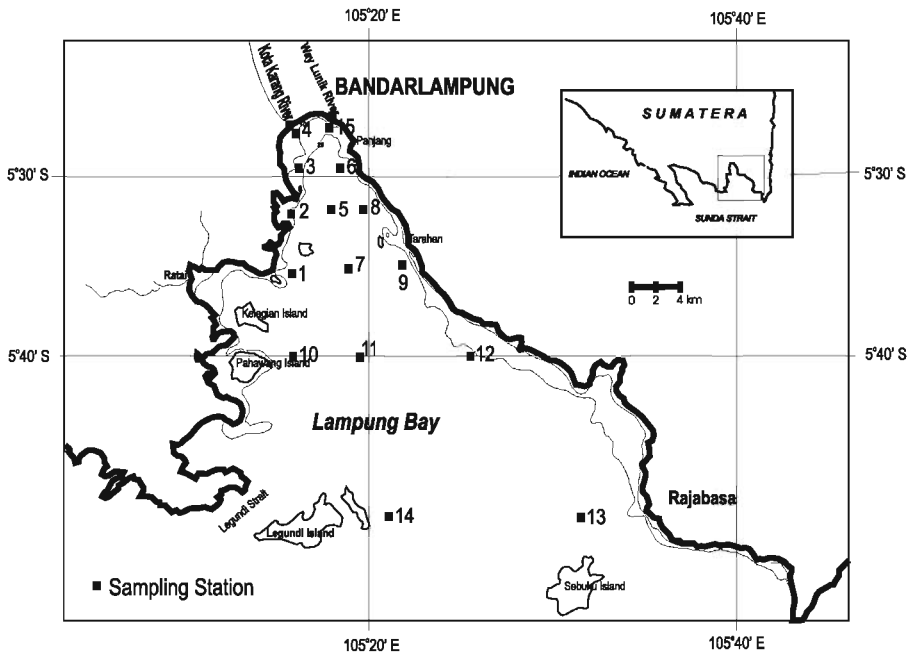 105°20' E
105°40' E
Kota Karang River
Way Lunik River
BANDARLAMPUNG
SUMATERA
INDIAN OCEAN
SUNDA STRAIT
4
15
Panjang
3
6
5°30' S
5°30' S
2
5
8
Tarahan
Ratai
1
7
9
0 2 4 km
Kelagian Island
5°40' S
10
11
12
5°40' S
Pahawang Island
Lampung Bay
Legundi Strait
Rajabasa
14
13
Legundi Island
Sebuku Island
Sampling Station
105°20' E
105°40' E